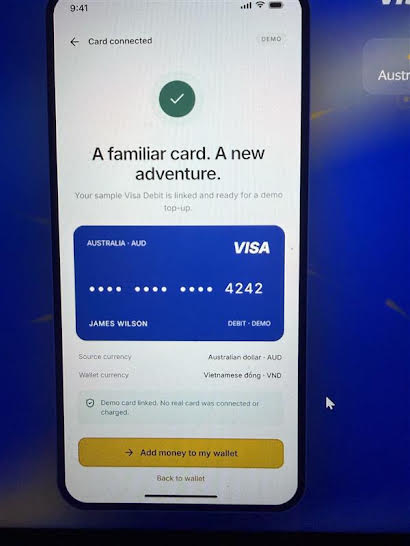 9:41
Card connected
DEMO
A familiar card. A new
adventure.
Your sample Visa Debit is linked and ready for a demo
top-up.
AUSTRALIA · AUD
VISA
•••• •••• •••• 4242
JAMES WILSON
DEBIT · DEMO
Source currency
Australian dollar · AUD
Wallet currency
Vietnamese đồng · VND
Demo card linked. No real card was connected or
charged.
→ Add money to my wallet
Back to wallet